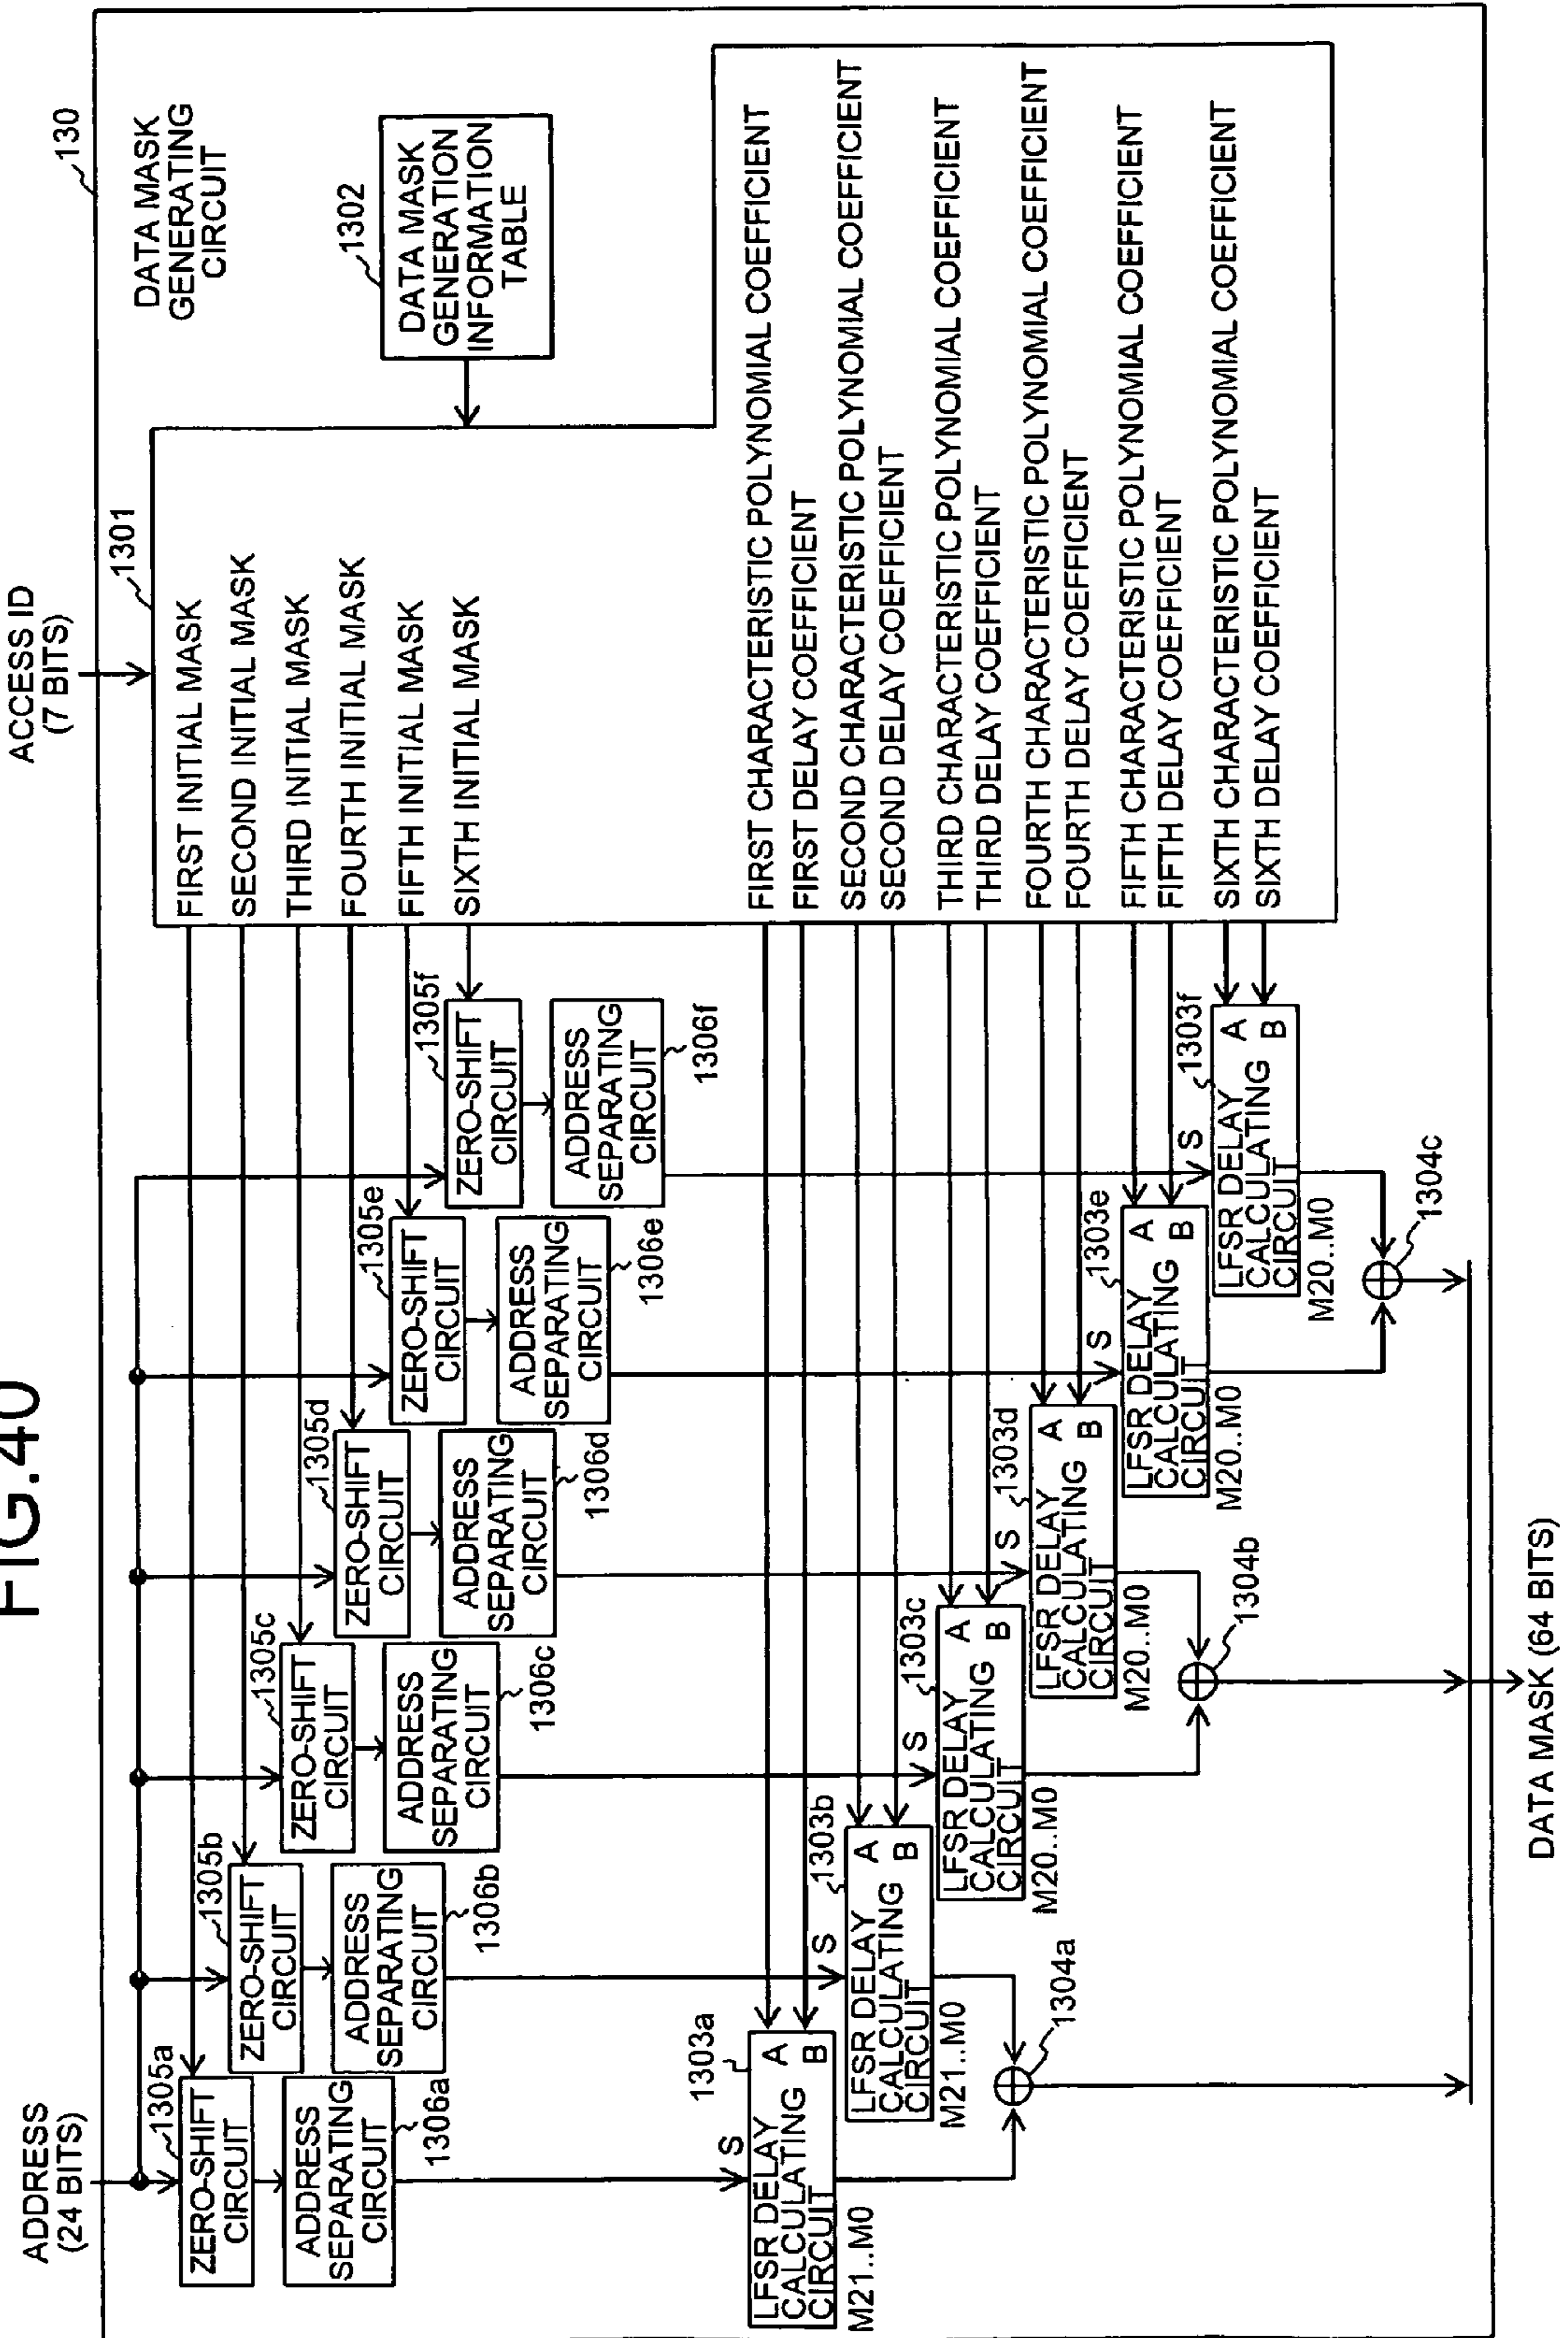 FIG.40
ADDRESS
(24 BITS)
ACCESS ID
(7 BITS)
130
DATA MASK
GENERATING
CIRCUIT
1301
1302
DATA MASK
GENERATION
INFORMATION
TABLE
FIRST INITIAL MASK
SECOND INITIAL MASK
THIRD INITIAL MASK
FOURTH INITIAL MASK
FIFTH INITIAL MASK
SIXTH INITIAL MASK
FIRST CHARACTERISTIC POLYNOMIAL COEFFICIENT
FIRST DELAY COEFFICIENT
SECOND CHARACTERISTIC POLYNOMIAL COEFFICIENT
SECOND DELAY COEFFICIENT
THIRD CHARACTERISTIC POLYNOMIAL COEFFICIENT
THIRD DELAY COEFFICIENT
FOURTH CHARACTERISTIC POLYNOMIAL COEFFICIENT
FOURTH DELAY COEFFICIENT
FIFTH CHARACTERISTIC POLYNOMIAL COEFFICIENT
FIFTH DELAY COEFFICIENT
SIXTH CHARACTERISTIC POLYNOMIAL COEFFICIENT
SIXTH DELAY COEFFICIENT
1305a
ZERO-SHIFT
CIRCUIT
ADDRESS
SEPARATING
CIRCUIT
1306a
1305b
ZERO-SHIFT
CIRCUIT
ADDRESS
SEPARATING
CIRCUIT
1306b
1305c
ZERO-SHIFT
CIRCUIT
ADDRESS
SEPARATING
CIRCUIT
1306c
1305d
ZERO-SHIFT
CIRCUIT
ADDRESS
SEPARATING
CIRCUIT
1306d
1305e
ZERO-SHIFT
CIRCUIT
ADDRESS
SEPARATING
CIRCUIT
1306e
1305f
ZERO-SHIFT
CIRCUIT
ADDRESS
SEPARATING
CIRCUIT
1306f
1303a
S
LFSR DELAY
CALCULATING
CIRCUIT
A
B
M21..M0
1303b
S
LFSR DELAY
CALCULATING
CIRCUIT
A
B
M21..M0
1304a
1303c
S
LFSR DELAY
CALCULATING
CIRCUIT
A
B
M20..M0
1303d
S
LFSR DELAY
CALCULATING
CIRCUIT
A
B
M20..M0
1304b
1303e
S
LFSR DELAY
CALCULATING
CIRCUIT
A
B
M20..M0
1303f
S
LFSR DELAY
CALCULATING
CIRCUIT
A
B
M20..M0
1304c
DATA MASK (64 BITS)